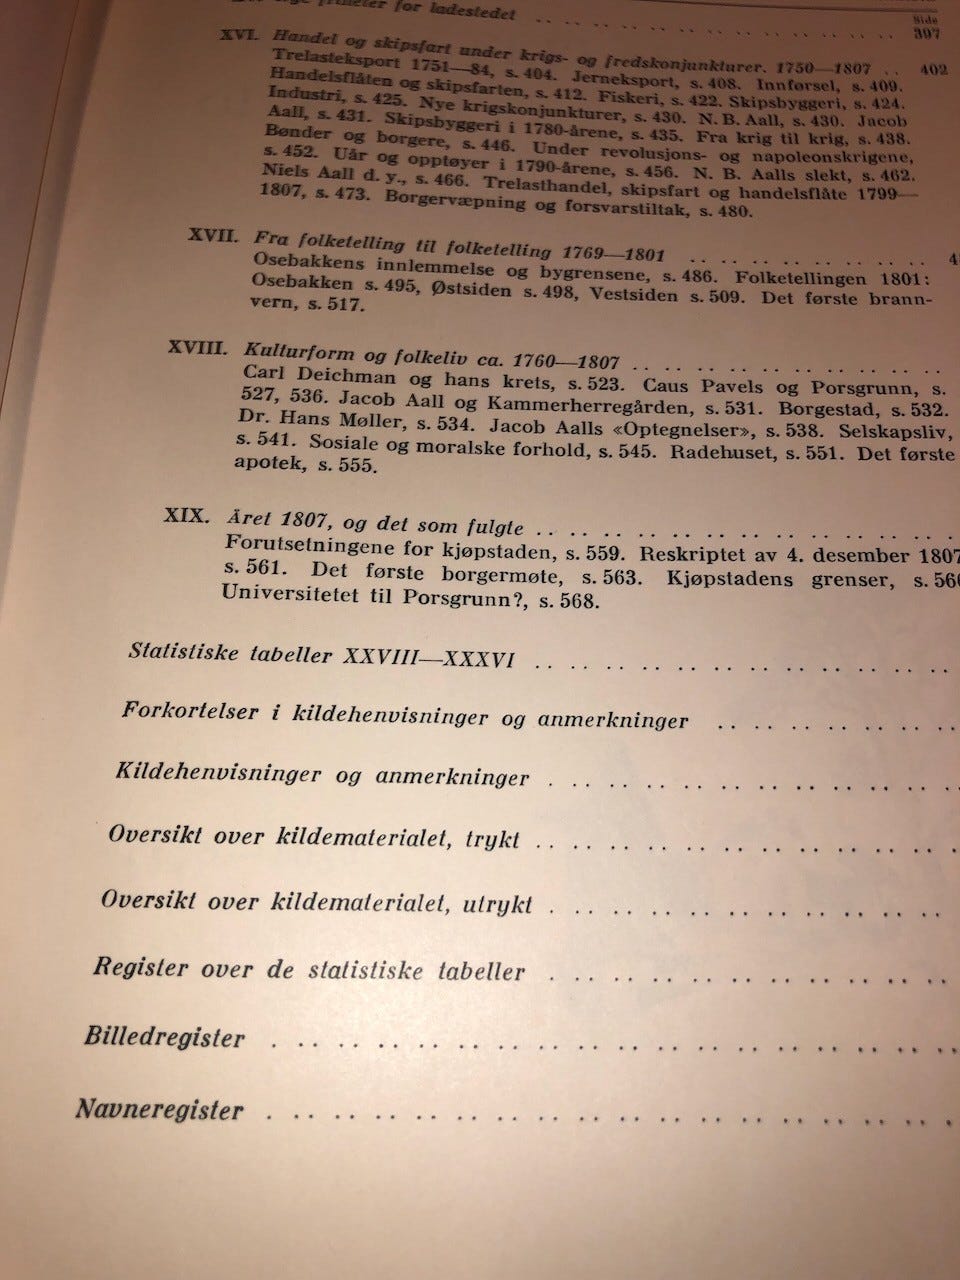 friheter for ladestedet .. .. .. .. .. .. .. .. ..
Side
397
XVI. Handel og skipsfart under krigs- og fredskonjunkturer. 1750—1807 .. 402
Trelasteksport 1751—84, s. 404. Jerneksport, s. 408. Innførsel, s. 409.
Handelsflåten og skipsfarten, s. 412. Fiskeri, s. 422. Skipsbyggeri, s. 424.
Industri, s. 425. Nye krigskonjunkturer, s. 430. N. B. Aall, s. 430. Jacob
Aall, s. 431. Skipsbyggeri i 1780-årene, s. 435. Fra krig til krig, s. 438.
Bønder og borgere, s. 446. Under revolusjons- og napoleonskrigene,
s. 452. Uår og opptøyer i 1790-årene, s. 456. N. B. Aalls slekt, s. 462.
Niels Aall d. y., s. 466. Trelasthandel, skipsfart og handelsflåte 1799—
1807, s. 473. Borgervæpning og forsvarstiltak, s. 480.
XVII. Fra folketelling til folketelling 1769—1801 .. .. .. .. .. .. ..
Osebakkens innlemmelse og bygrensene, s. 486. Folketellingen 1801:
Osebakken s. 495, Østsiden s. 498, Vestsiden s. 509. Det første brann-
vern, s. 517.
XVIII. Kulturform og folkeliv ca. 1760—1807 .. .. .. .. .. .. .. ..
Carl Deichman og hans krets, s. 523. Caus Pavels og Porsgrunn, s.
527, 536. Jacob Aall og Kammerherregården, s. 531. Borgestad, s. 532.
Dr. Hans Møller, s. 534. Jacob Aalls «Optegnelser», s. 538. Selskapsliv,
s. 541. Sosiale og moralske forhold, s. 545. Radehuset, s. 551. Det første
apotek, s. 555.
XIX. Året 1807, og det som fulgte .. .. .. .. .. .. .. .. .. .. ..
Forutsetningene for kjøpstaden, s. 559. Reskriptet av 4. desember 1807
s. 561. Det første borgermøte, s. 563. Kjøpstadens grenser, s.
Universitetet til Porsgrunn?, s. 568.
Statistiske tabeller XXVIII—XXXVI .. .. .. .. .. .. .. .. .. .. ..
Forkortelser i kildehenvisninger og anmerkninger .. .. .. .. .. ..
Kildehenvisninger og anmerkninger . .. .. .. .. .. .. .. .. .. ..
Oversikt over kildematerialet, trykt .. .. .. .. .. .. .. .. .. .. ..
Oversikt over kildematerialet, utrykt . .. .. .. .. .. .. .. .. ..
Register over de statistiske tabeller . .. .. .. .. .. .. .. .. .. ..
Billedregister . .. .. .. .. .. .. .. .. .. .. .. .. .. .. .. .. ..
Navneregister . .. .. .. .. .. .. .. .. .. .. .. .. .. .. .. .. ..